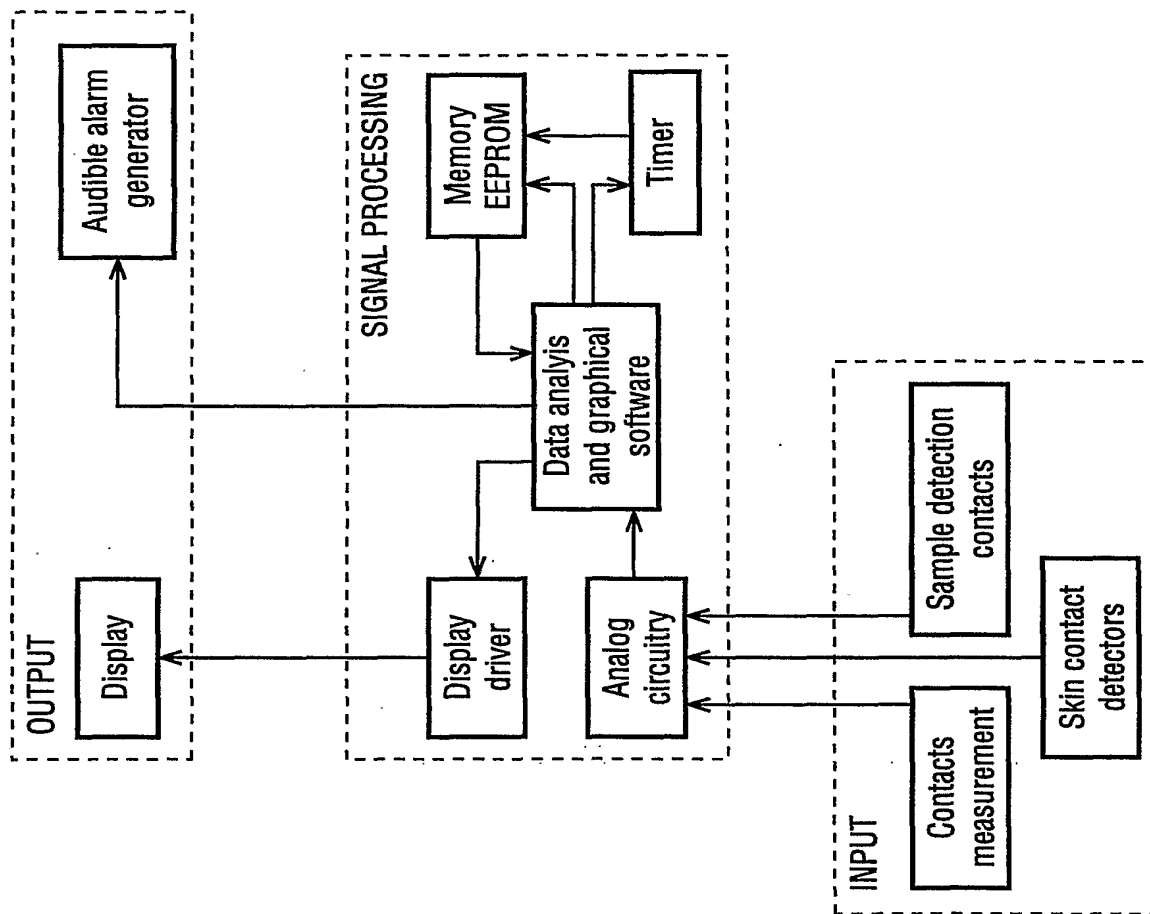 OUTPUT
Display
Audible alarm
generator
SIGNAL PROCESSING
Display
driver
Memory
EEPROM
Data analyis
and graphical
software
Analog
circuitry
Timer
INPUT
Contacts
measurement
Sample detection
contacts
Skin contact
detectors